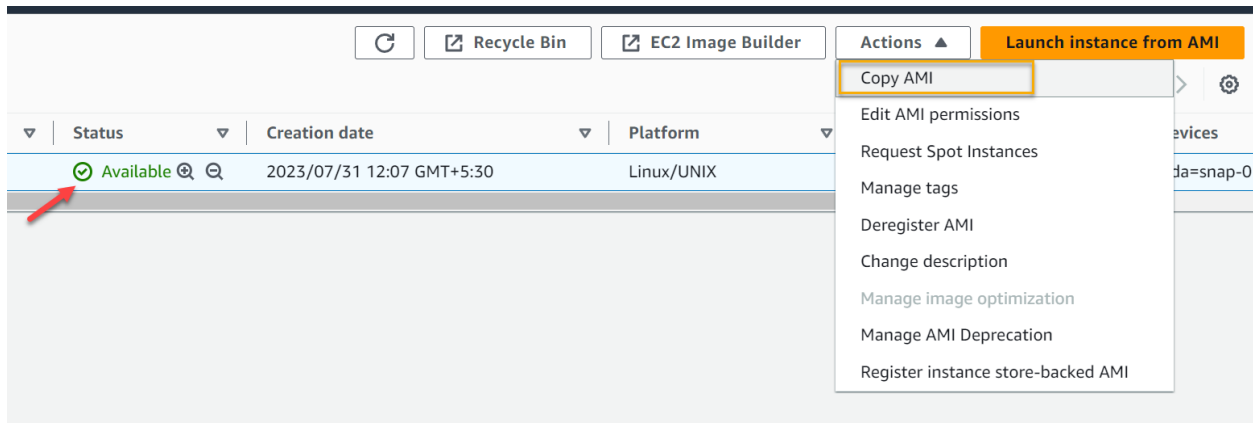 Recycle Bin EC2 Image Builder Actions Launch instance from AMI
Copy AMI
Edit AMI permissions
Status Creation date Platform evices
Request Spot Instances
Available 2023/07/31 12:07 GMT+5:30 Linux/UNIX da=snap-0
Manage tags
Deregister AMI
Change description
Manage image optimization
Manage AMI Deprecation
Register instance store-backed AMI